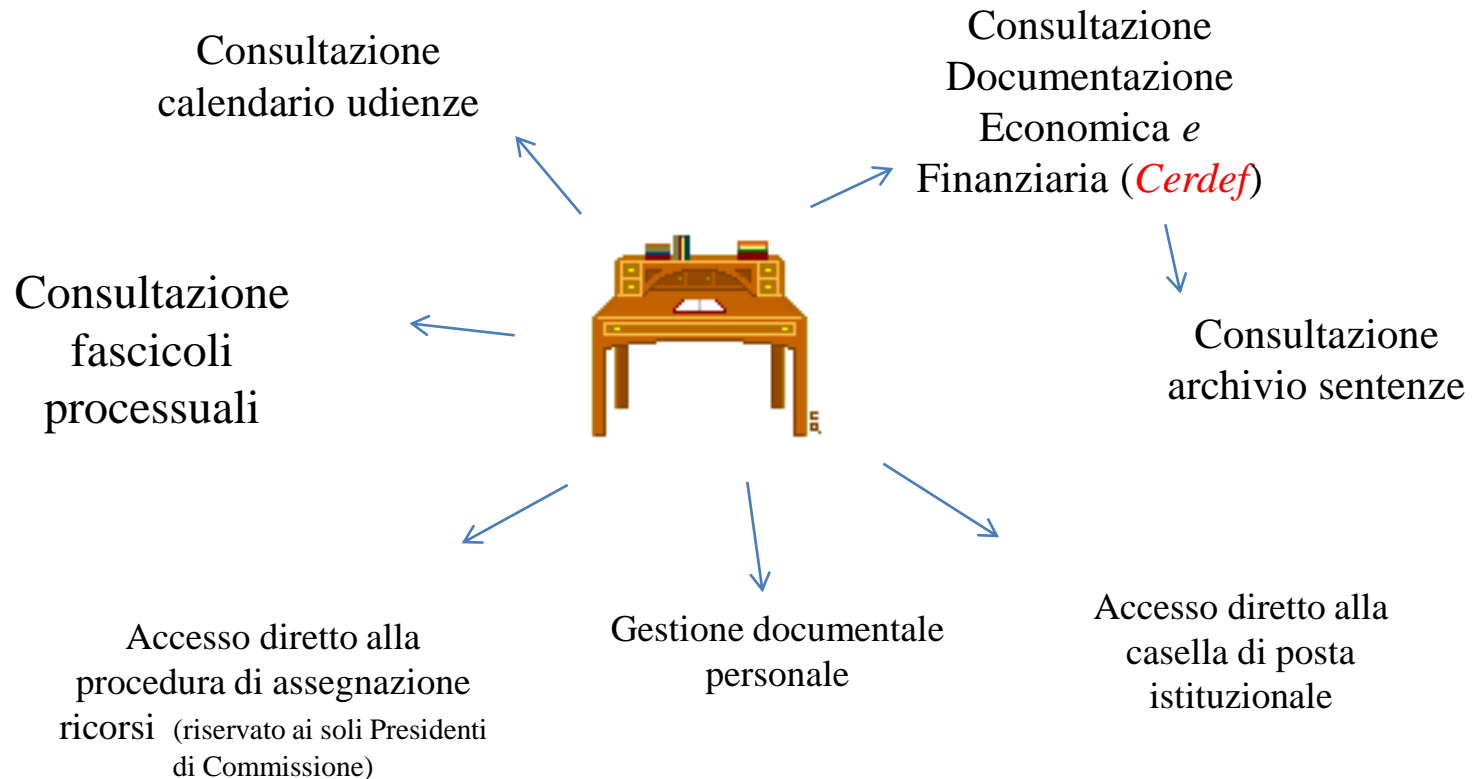 Consultazione
calendario udienze
Consultazione
Documentazione
Economica e
Finanziaria (Cerdef)
Consultazione
fascicoli
processuali
Consultazione
archivio sentenze
Accesso diretto alla
procedura di assegnazione
ricorsi (riservato ai soli Presidenti
di Commissione)
Gestione documentale
personale
Accesso diretto alla
casella di posta
istituzionale